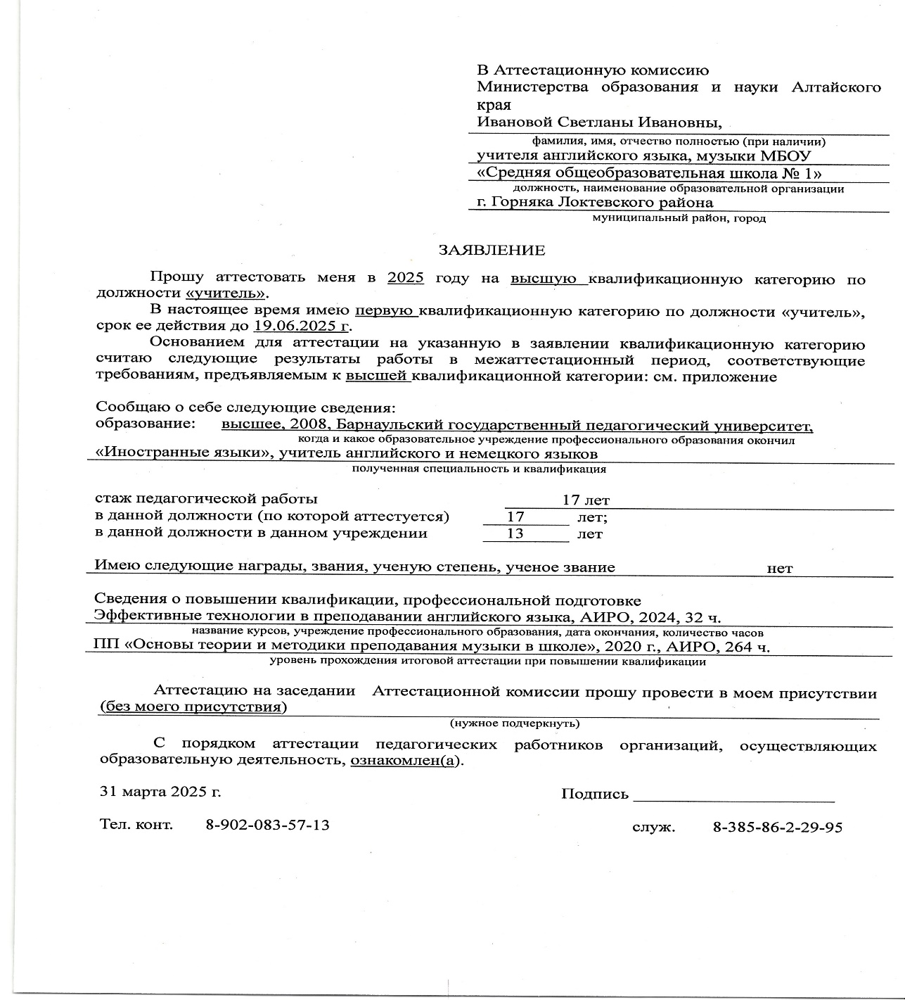 В Аттестационную комиссию
Министерства образования и науки Алтайского
края
Ивановой Светланы Ивановны,
фамилия, имя, отчество полностью (при наличии)
учителя английского языка, музыки МБОУ
«Средняя общеобразовательная школа № 1»
должность, наименование образовательной организации
г. Горняка Локтевского района
муниципальный район, город
ЗАЯВЛЕНИЕ
Прошу аттестовать меня в 2025 году на высшую квалификационную категорию по
должности «учитель».
В настоящее время имею первую квалификационную категорию по должности «учитель»,
срок ее действия до 19.06.2025 г.
Основанием для аттестации на указанную в заявлении квалификационную категорию
считаю следующие результаты работы в межаттестационный период, соответствующие
требованиям, предъявляемым к высшей квалификационной категории: см. приложение
Сообщаю о себе следующие сведения:
образование: высшее, 2008, Барнаульский государственный педагогический университет,
когда и какое образовательное учреждение профессионального образования окончил
«Иностранные языки», учитель английского и немецкого языков
полученная специальность и квалификация
стаж педагогической работы 17 лет
в данной должности (по которой аттестуется) 17 лет;
в данной должности в данном учреждении 13 лет
Имею следующие награды, звания, ученую степень, ученое звание нет
Сведения о повышении квалификации, профессиональной подготовке
Эффективные технологии в преподавании английского языка, АИРО, 2024, 32 ч.
название курсов, учреждение профессионального образования, дата окончания, количество часов
ПП «Основы теории и методики преподавания музыки в школе», 2020 г., АИРО, 264 ч.
уровень прохождения итоговой аттестации при повышении квалификации
Аттестацию на заседании Аттестационной комиссии прошу провести в моем присутствии
(без моего присутствия)
(нужное подчеркнуть)
С порядком аттестации педагогических работников организаций, осуществляющих
образовательную деятельность, ознакомлен(а).
31 марта 2025 г. Подпись
Тел. конт. 8-902-083-57-13 служ. 8-385-86-2-29-95